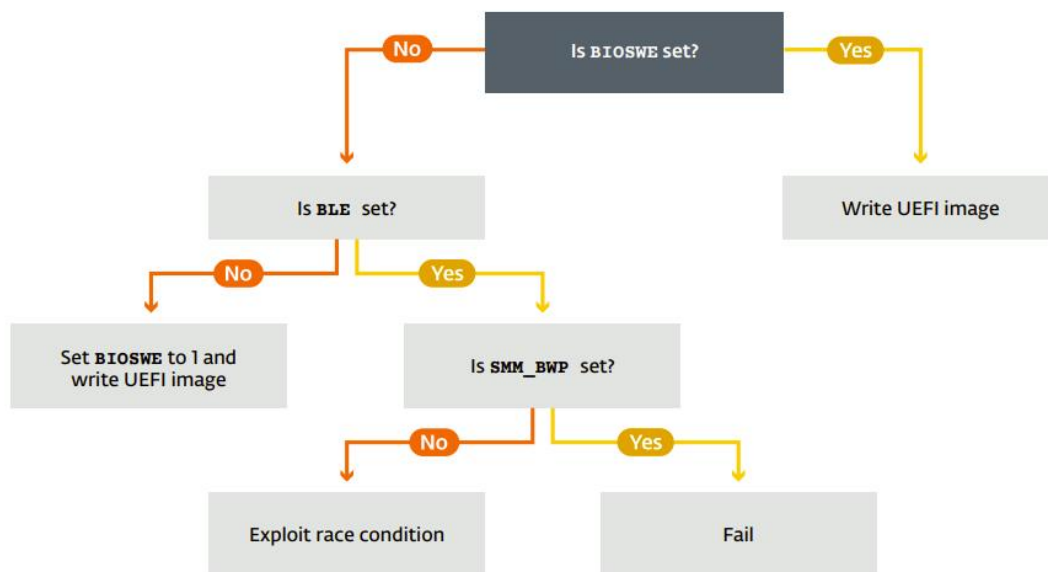 No
Is BIOSWE set?
Yes
Is BLE set?
Write UEFI image
No
Yes
Set BIOSWE to 1 and
write UEFI image
Is SMM_BWP set?
No
Yes
Exploit race condition
Fail